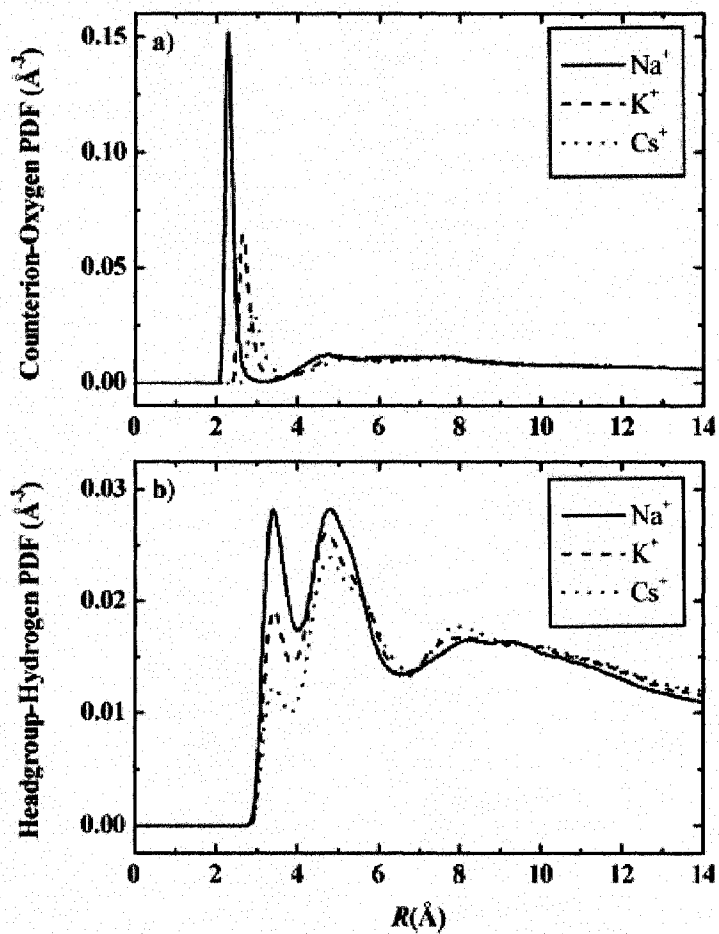 a)
Counterion-Oxygen PDF (Å⁻³)
0.15
0.10
0.05
0.00
Na⁺
K⁺
Cs⁺
0 2 4 6 8 10 12 14
b)
Headgroup-Hydrogen PDF (Å⁻³)
0.03
0.02
0.01
0.00
Na⁺
K⁺
Cs⁺
0 2 4 6 8 10 12 14
R(Å)